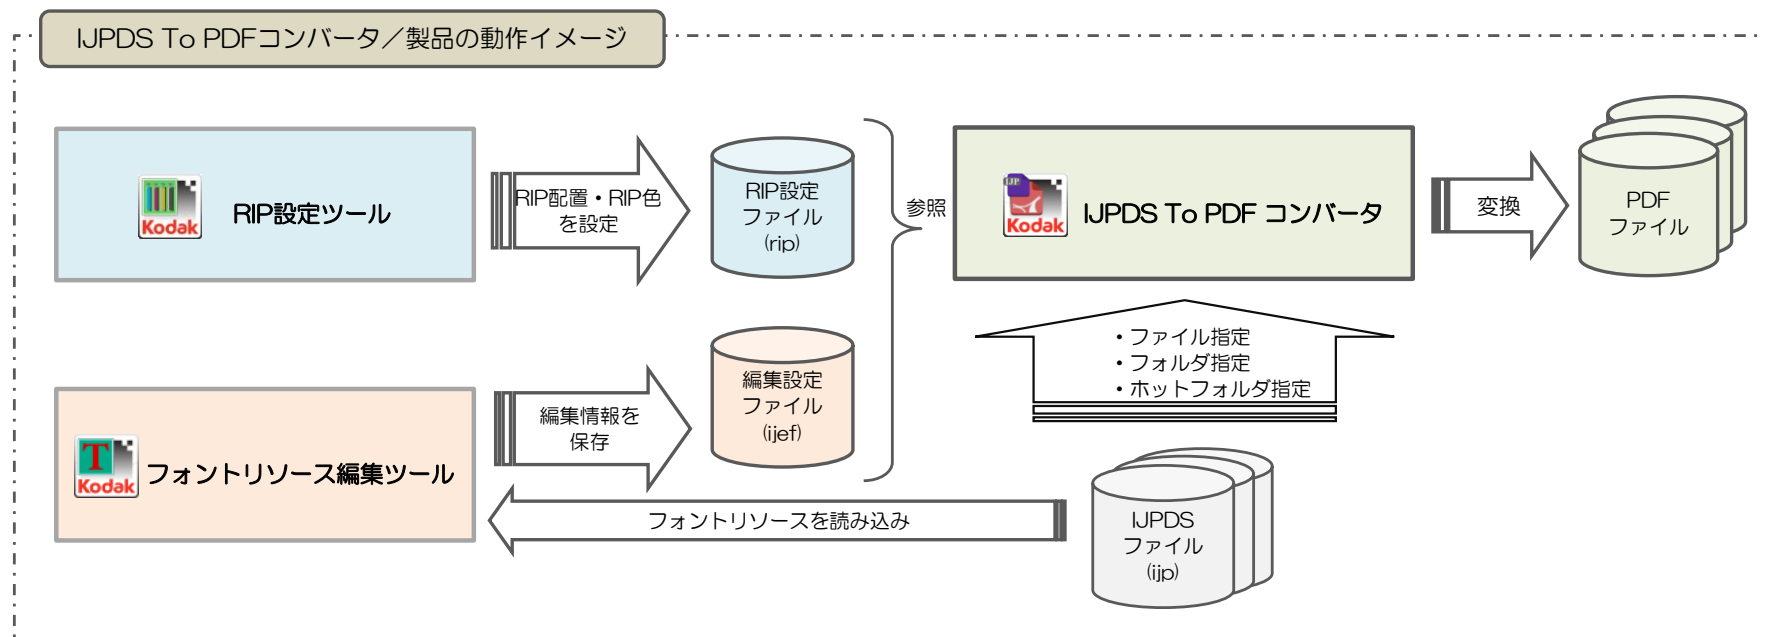 IJPDS To PDFコンバータ／製品の動作イメージ
Kodak
RIP設定ツール
RIP配置・RIP色
を設定
RIP設定
ファイル
(rip)
参照
IJP
Kodak
IJPDS To PDF コンバータ
変換
PDF
ファイル
・ファイル指定
・フォルダ指定
・ホットフォルダ指定
T
Kodak
フォントリソース編集ツール
編集情報を
保存
編集設定
ファイル
(ijef)
フォントリソースを読み込み
IJPDS
ファイル
(ijp)